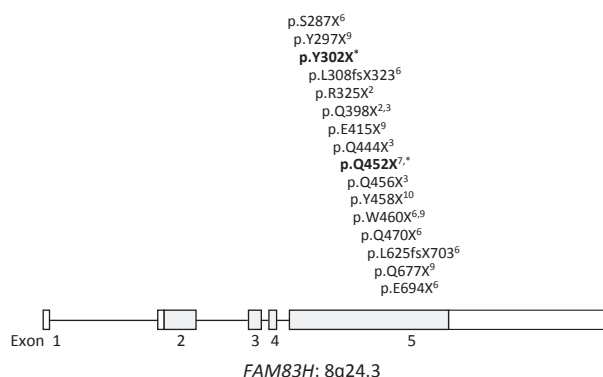 p.S287X⁶
p.Y297X⁹
p.Y302X*
p.L308fsX323⁶
p.R325X²
p.Q398X²,³
p.E415X⁹
p.Q444X³
p.Q452X⁷,*
p.Q456X³
p.Y458X¹⁰
p.W460X⁶,⁹
p.Q470X⁶
p.L625fsX703⁶
p.Q677X⁹
p.E694X⁶
Exon 1 2 3 4 5
FAM83H: 8q24.3